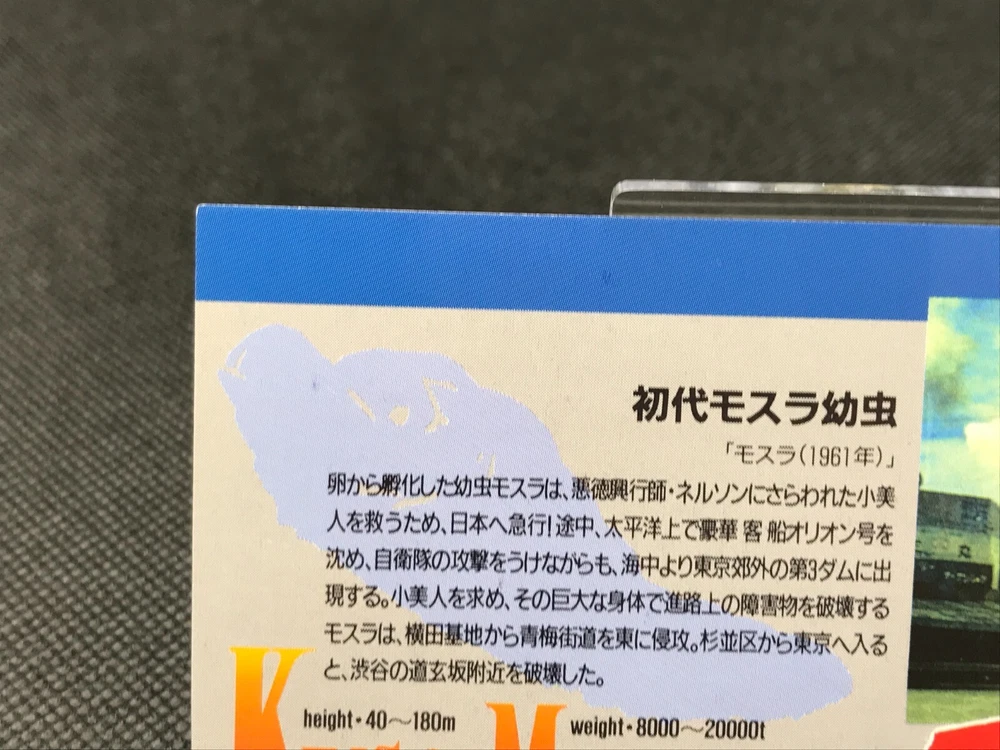 初代モスラ幼虫
「モスラ(1961年)」
卵から孵化した幼虫モスラは、悪徳興行師・ネルソンにさらわれた小美
人を救うため、日本へ急行!途中、太平洋上で豪華客船オリオン号を
沈め、自衛隊の攻撃をうけながらも、海中より東京郊外の第3ダムに出
現する。小美人を求め、その巨大な身体で進路上の障害物を破壊する
モスラは、横田基地から青梅街道を東に侵攻。杉並区から東京へ入る
と、渋谷の道玄坂附近を破壊した。
height・40〜180m
weight・8000〜20000t